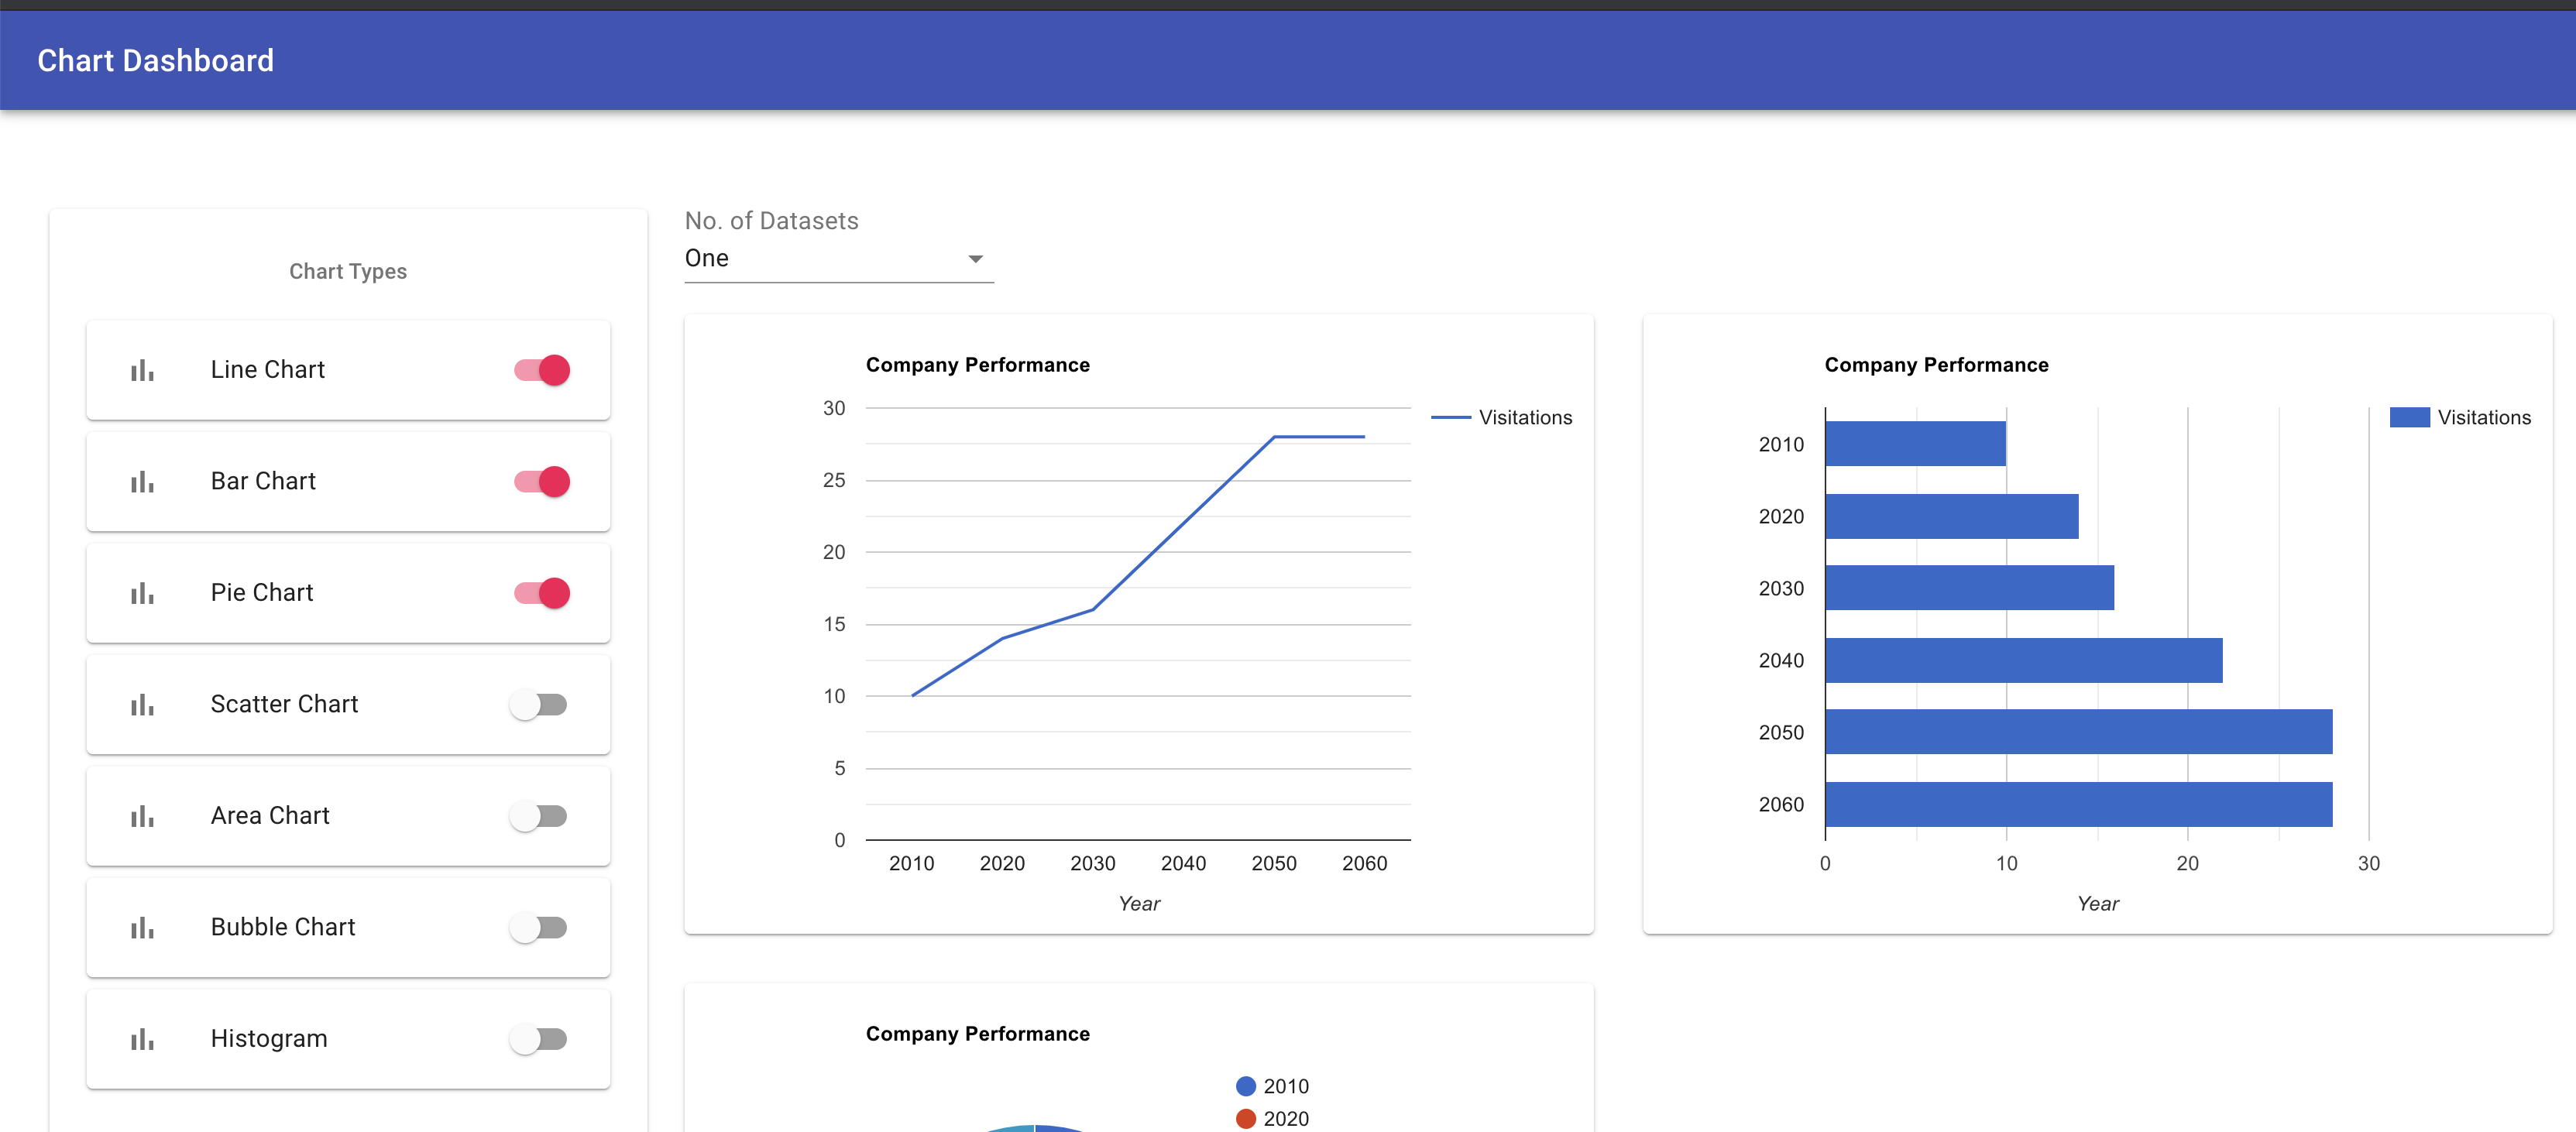 Chart Dashboard
Chart Types
Line Chart
Bar Chart
Pie Chart
Scatter Chart
Area Chart
Bubble Chart
Histogram
No. of Datasets
One
Company Performance
Visitations
30
25
20
15
10
5
0
2010 2020 2030 2040 2050 2060
Year
Company Performance
Visitations
2010
2020
2030
2040
2050
2060
0 10 20 30
Year
Company Performance
2010
2020